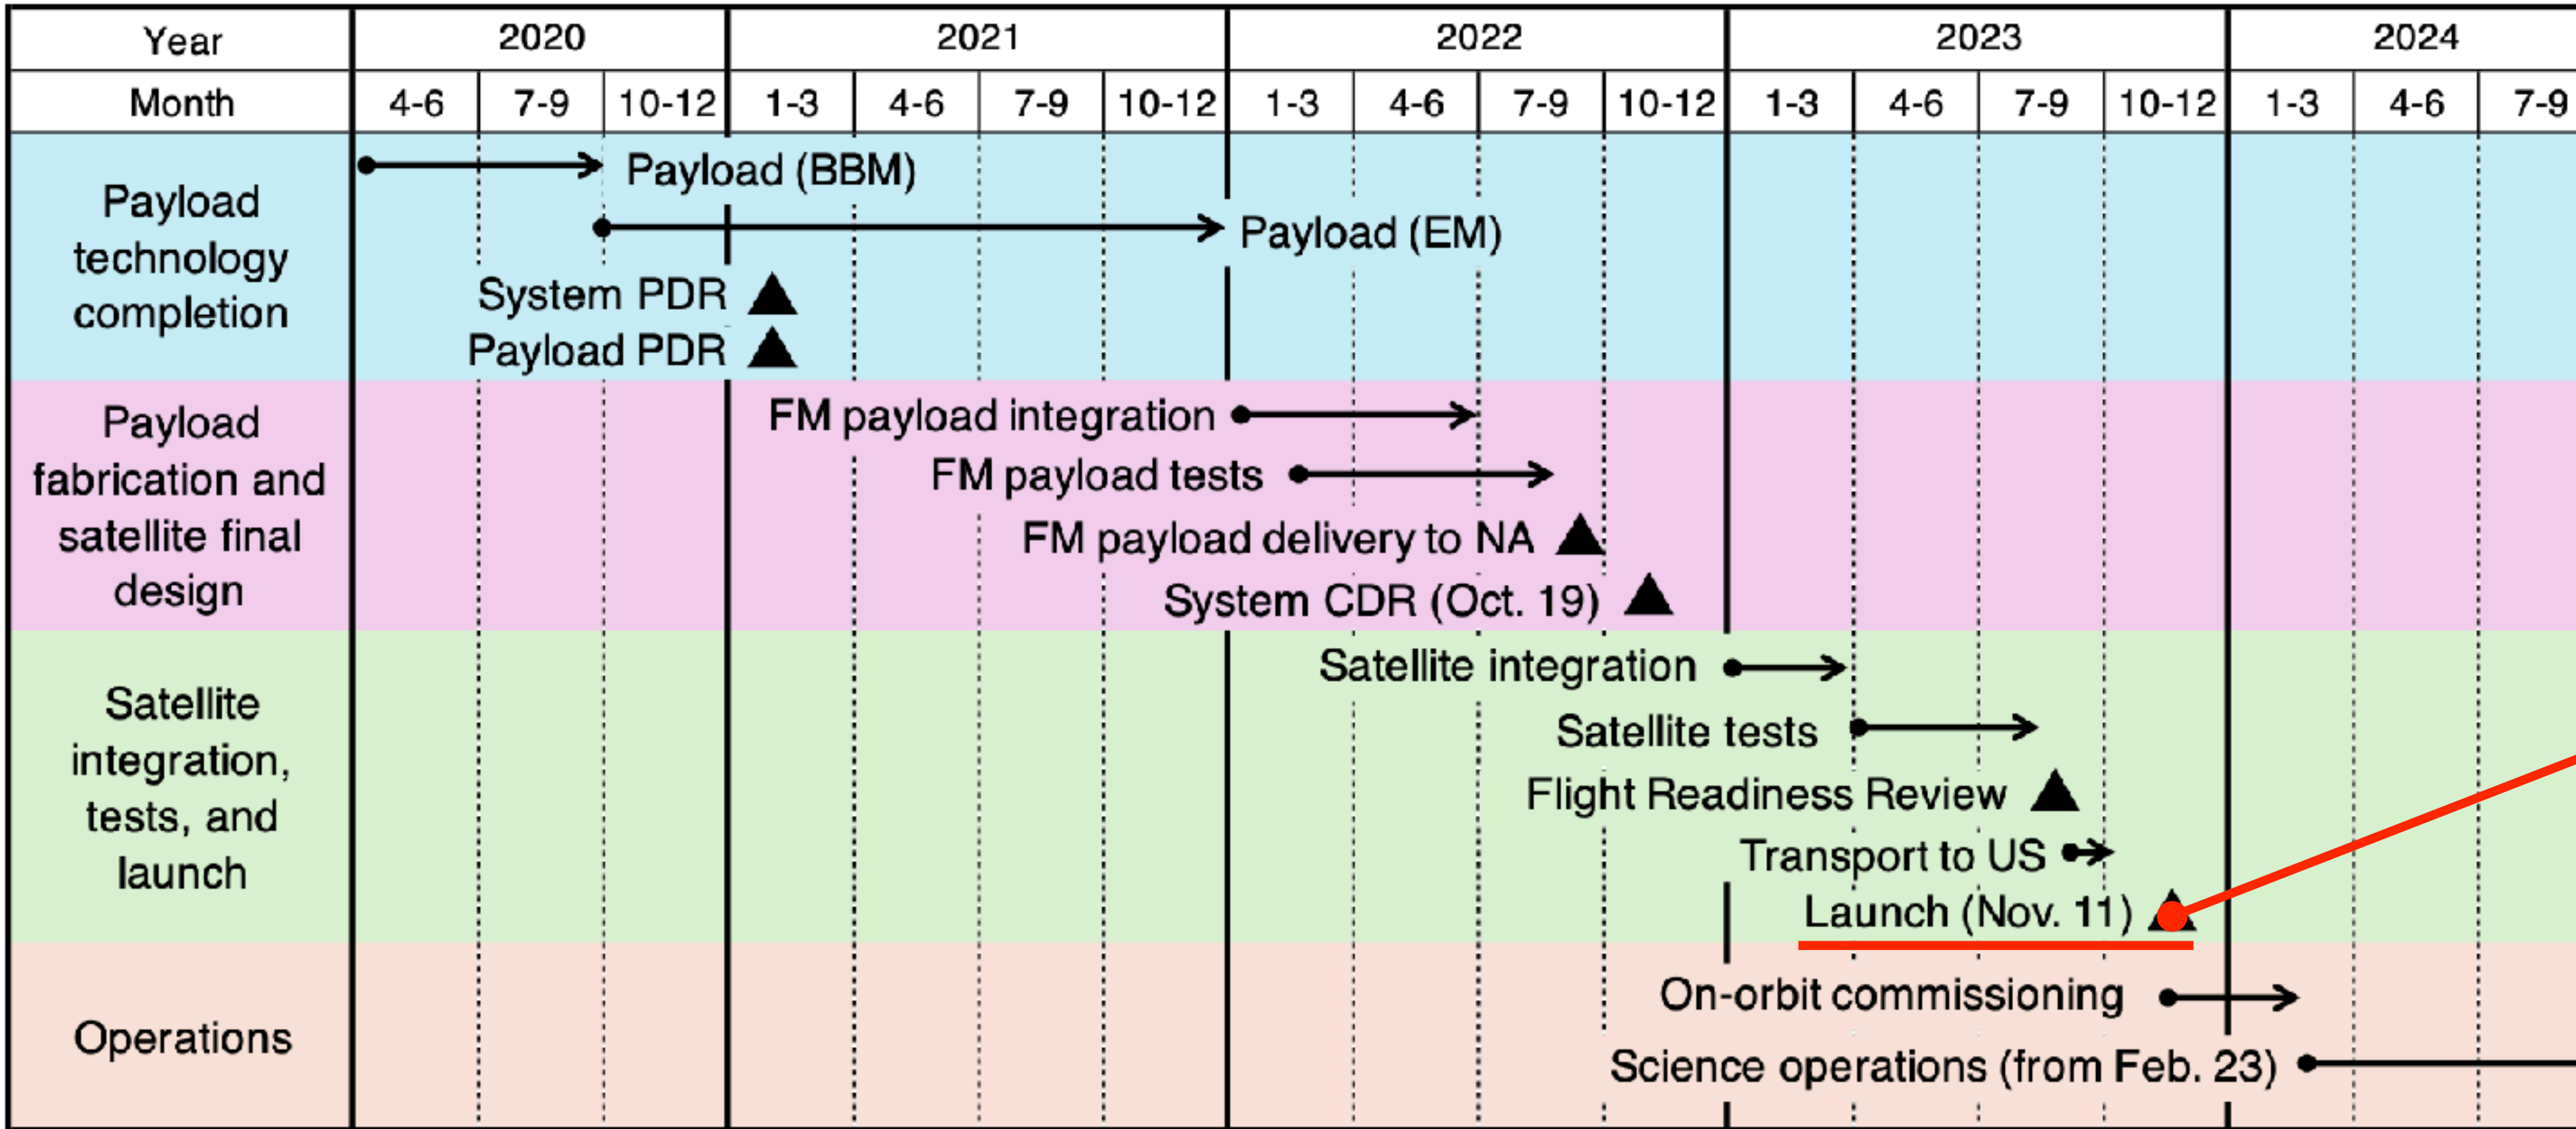 Year 2020 2021 2022 2023 2024
Month 4-6 7-9 10-12 1-3 4-6 7-9 10-12 1-3 4-6 7-9 10-12 1-3 4-6 7-9 10-12 1-3 4-6 7-9
Payload
technology
completion
Payload (BBM)
Payload (EM)
System PDR
Payload PDR
Payload
fabrication and
satellite final
design
FM payload integration
FM payload tests
FM payload delivery to NA
System CDR (Oct. 19)
Satellite
integration,
tests, and
launch
Satellite integration
Satellite tests
Flight Readiness Review
Transport to US
Launch (Nov. 11)
Operations
On-orbit commissioning
Science operations (from Feb. 23)